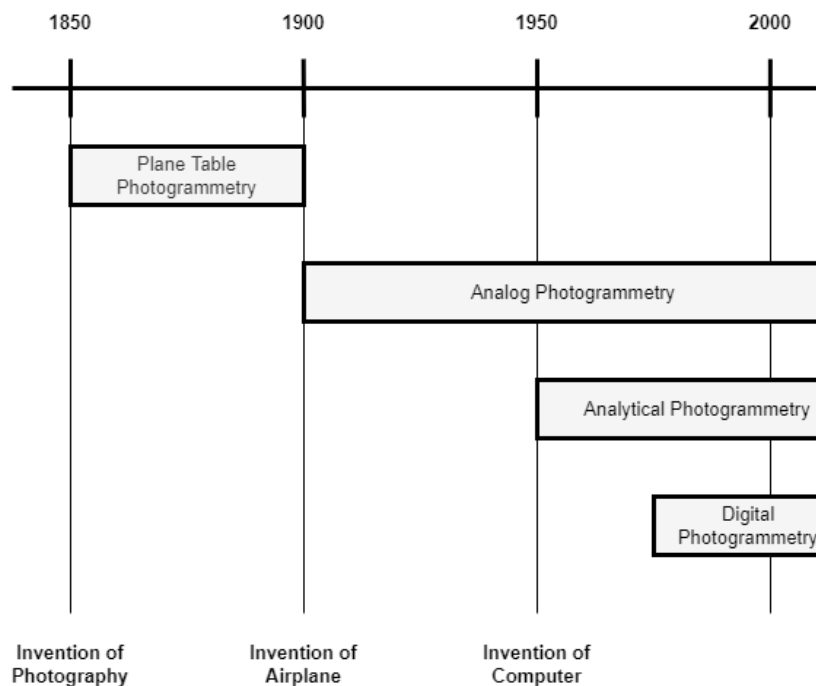 1850
1900
1950
2000
Plane Table
Photogrammetry
Analog Photogrammetry
Analytical Photogrammetry
Digital
Photogrammetry
Invention of
Photography
Invention of
Airplane
Invention of
Computer